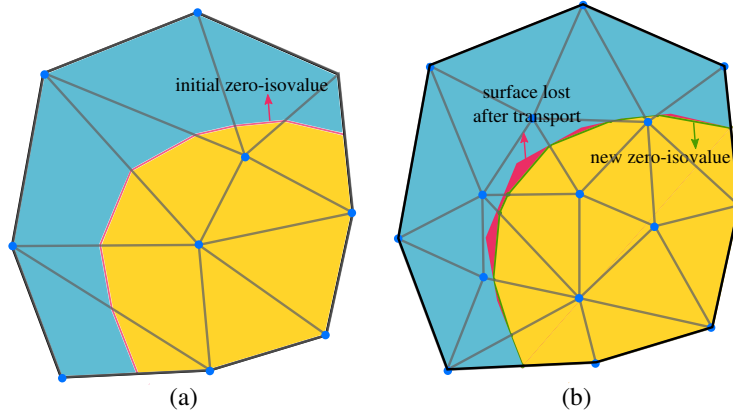 initial zero-isovalue
surface lost
after transport
new zero-isovalue
(a)
(b)